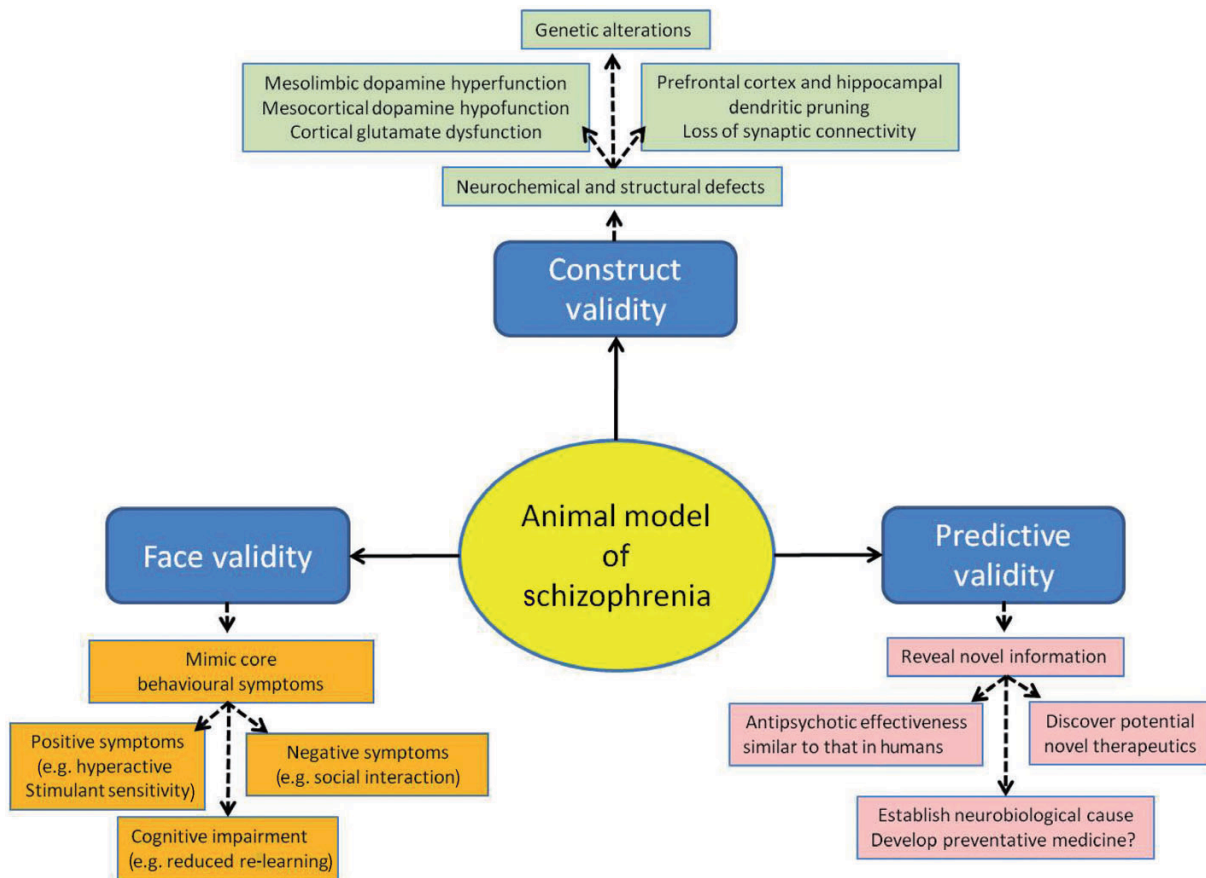 Genetic alterations
Mesolimbic dopamine hyperfunction
Mesocortical dopamine hypofunction
Cortical glutamate dysfunction
Prefrontal cortex and hippocampal
dendritic pruning
Loss of synaptic connectivity
Neurochemical and structural defects
Construct
validity
Animal model
of
schizophrenia
Face validity
Predictive
validity
Mimic core
behavioural symptoms
Positive symptoms
(e.g. hyperactive
Stimulant sensitivity)
Negative symptoms
(e.g. social interaction)
Cognitive impairment
(e.g. reduced re-learning)
Reveal novel information
Antipsychotic effectiveness
similar to that in humans
Discover potential
novel therapeutics
Establish neurobiological cause
Develop preventative medicine?